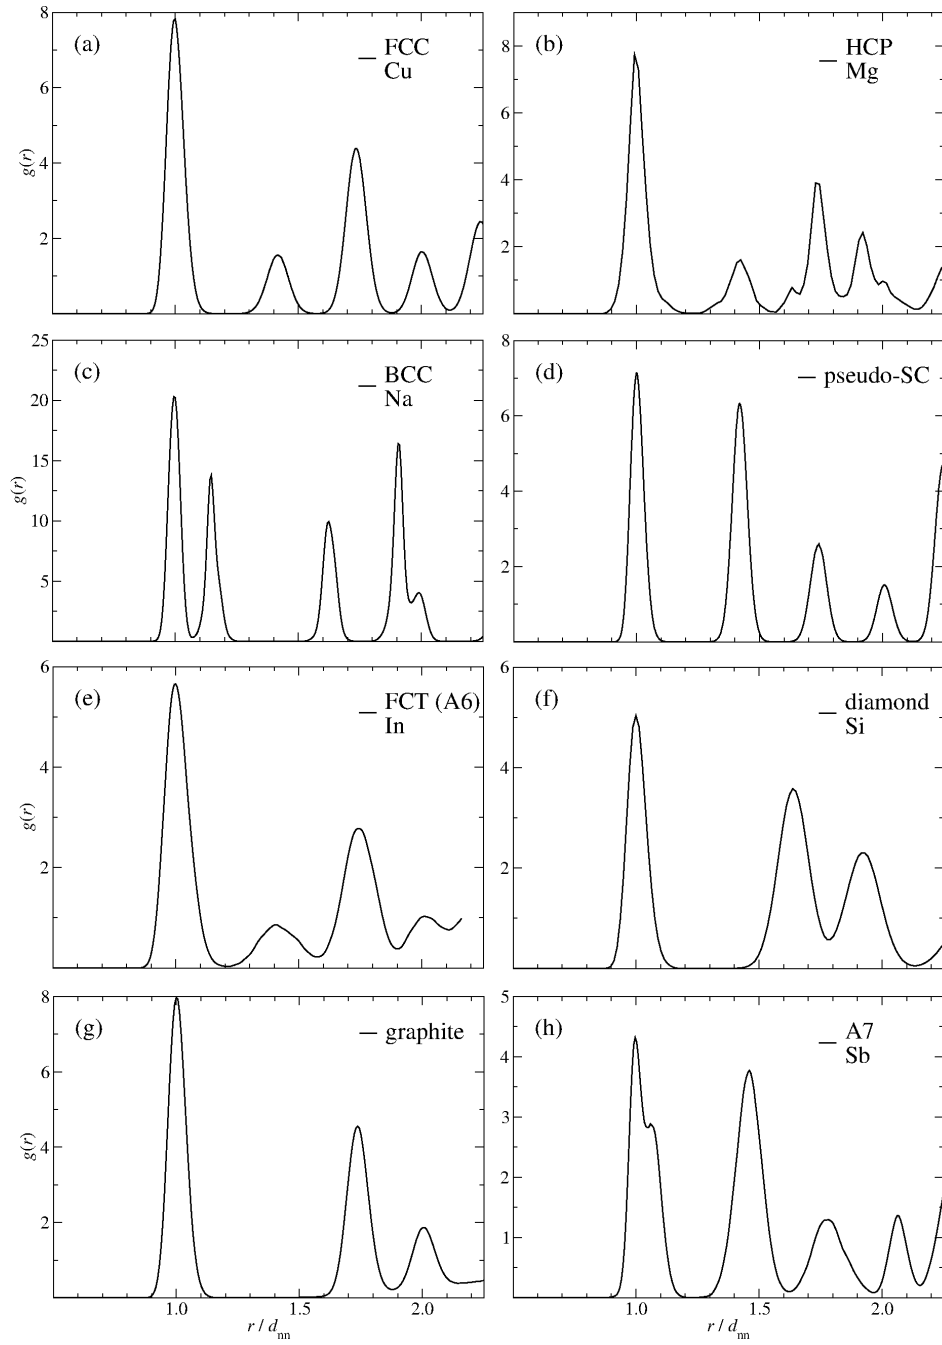 (a)
FCC
Cu
8
6
4
2
g(r)
(b)
HCP
Mg
8
6
4
2
(c)
BCC
Na
25
20
15
10
5
g(r)
(d)
pseudo-SC
8
6
4
2
(e)
FCT (A6)
In
6
4
2
g(r)
(f)
diamond
Si
6
4
2
(g)
graphite
8
6
4
2
g(r)
1.0 1.5 2.0
r / dnn
(h)
A7
Sb
5
4
3
2
1
1.0 1.5 2.0
r / dnn